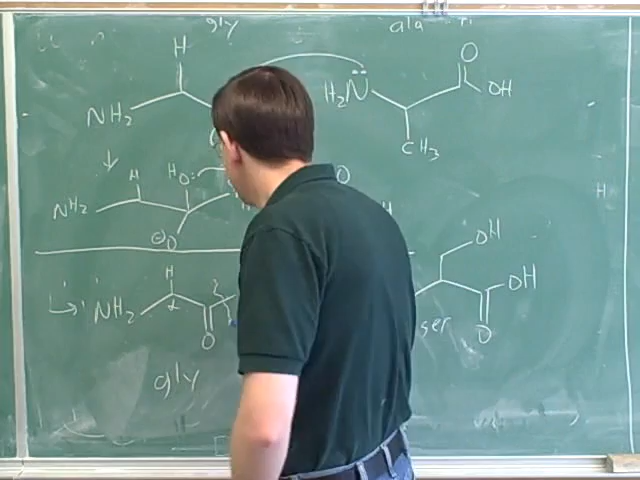 gly ala
H O
H₂N OH
NH₂
CH₃
H HO: O
NH₂ H H
⊖O
OH
H OH
NH₂ α
O ser O
gly